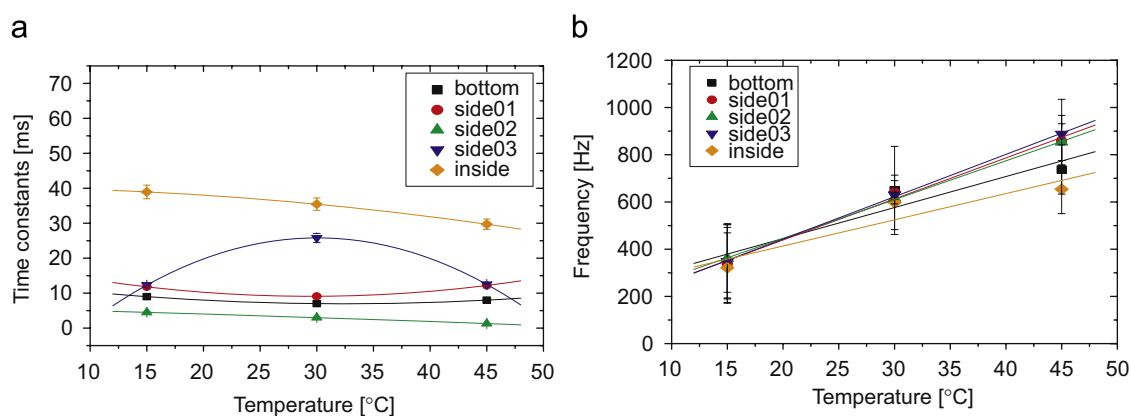 a
Time constants [ms]
70
60
50
40
30
20
10
0
bottom
side01
side02
side03
inside
10 15 20 25 30 35 40 45 50
Temperature [°C]
b
Frequency [Hz]
1200
1000
800
600
400
200
0
bottom
side01
side02
side03
inside
10 15 20 25 30 35 40 45 50
Temperature [°C]